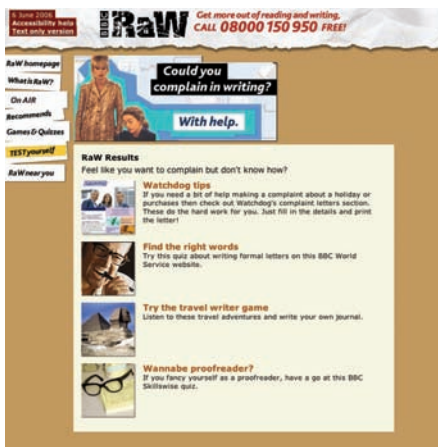 6 June 2006
Accessibility help
Text only version
BBC RaW
Get more out of reading and writing,
CALL 08000 150 950 FREE!
RaW homepage
What is RaW?
On AIR
Recommends
Games & Quizzes
TEST yourself
RaW near you
Could you
complain in writing?
With help.
RaW Results
Feel like you want to complain but don't know how?
Watchdog tips
If you need a bit of help making a complaint about a holiday or
purchases then check out Watchdog's complaint letters section.
These do the hard work for you. Just fill in the details and print
the letter!
Find the right words
Try this quiz about writing formal letters on this BBC World
Service website.
Try the travel writer game
Listen to these travel adventures and write your own journal.
Wannabe proofreader?
If you fancy yourself as a proofreader, have a go at this BBC
Skillswise quiz.